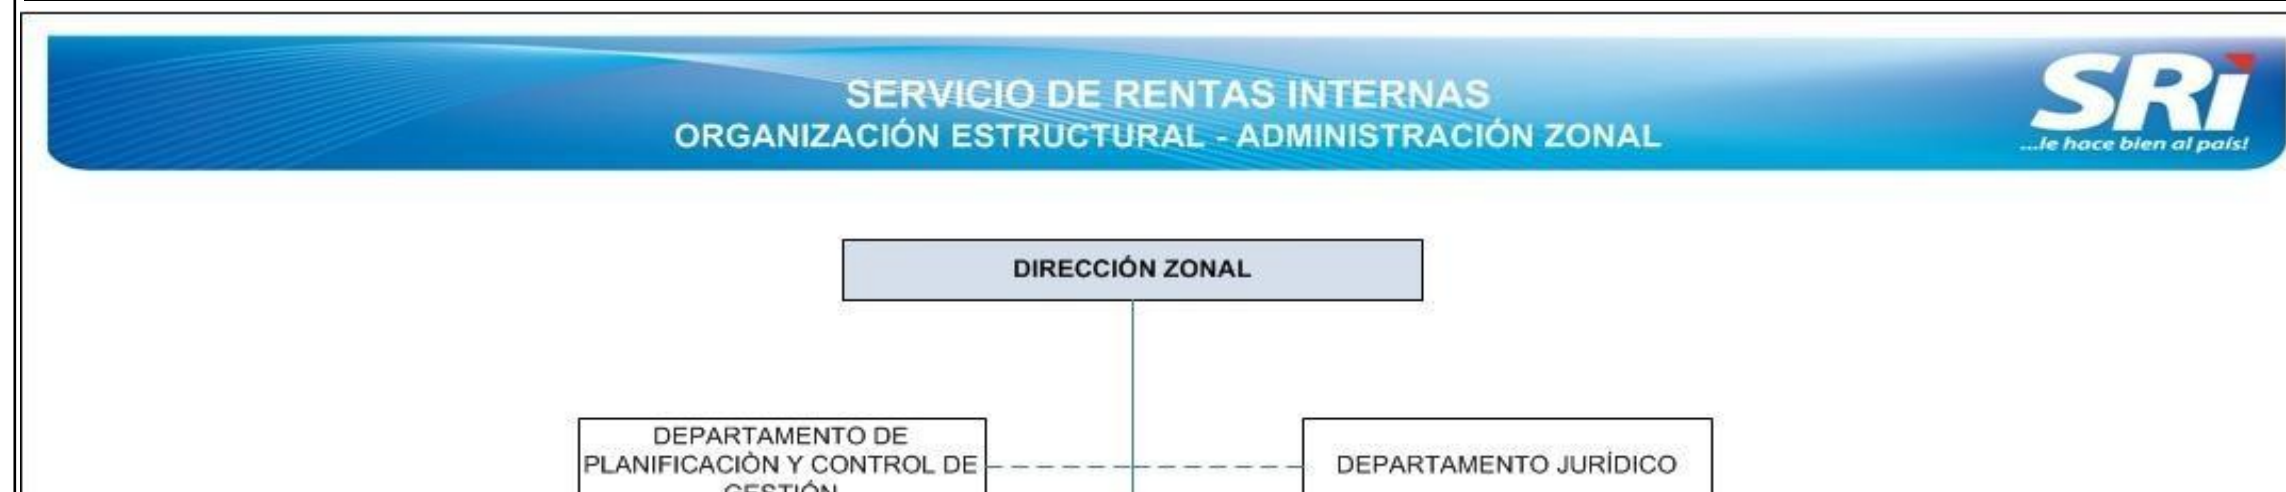 SERVICIO DE RENTAS INTERNAS
ORGANIZACIÓN ESTRUCTURAL - ADMINISTRACIÓN ZONAL
SRi
...le hace bien al país!
DIRECCIÓN ZONAL
DEPARTAMENTO DE
PLANIFICACIÒN Y CONTROL DE
GESTIÓN
DEPARTAMENTO JURÍDICO